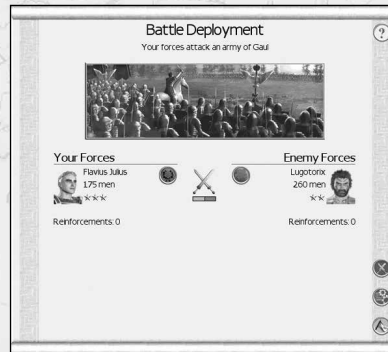 Battle Deployment
Your forces attack an army of Gaul
Your Forces
Enemy Forces
Flavius Julius
175 men
Lugotorix
260 men
Reinforcements: 0
Reinforcements: 0
?